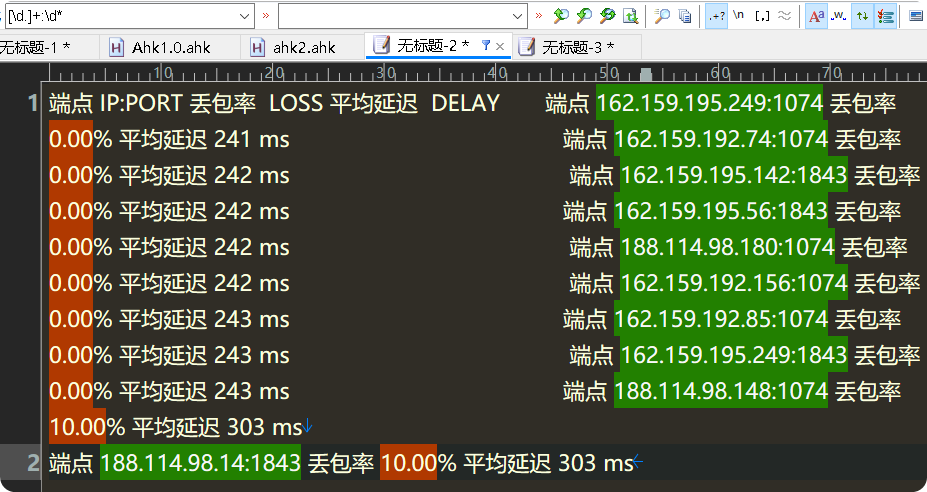 [\d.]+:\d*
.+? \n [.] Aa .w.
无标题-1 * Ahk1.0.ahk ahk2.ahk 无标题-2 * 无标题-3 *
10 20 30 40 50 60 70
1 端点 IP:PORT 丢包率 LOSS 平均延迟 DELAY 端点 162.159.195.249:1074 丢包率
0.00% 平均延迟 241 ms 端点 162.159.192.74:1074 丢包率
0.00% 平均延迟 242 ms 端点 162.159.195.142:1843 丢包率
0.00% 平均延迟 242 ms 端点 162.159.195.56:1843 丢包率
0.00% 平均延迟 242 ms 端点 188.114.98.180:1074 丢包率
0.00% 平均延迟 242 ms 端点 162.159.192.156:1074 丢包率
0.00% 平均延迟 243 ms 端点 162.159.192.85:1074 丢包率
0.00% 平均延迟 243 ms 端点 162.159.195.249:1843 丢包率
0.00% 平均延迟 243 ms 端点 188.114.98.148:1074 丢包率
10.00% 平均延迟 303 ms
2 端点 188.114.98.14:1843 丢包率 10.00% 平均延迟 303 ms